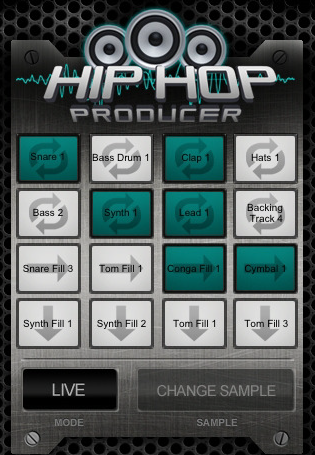 HIP HOP
PRODUCER
Snare 1
Bass Drum 1
Clap 1
Hats 1
Bass 2
Synth 1
Lead 1
Backing
Track 4
Snare Fill 3
Tom Fill 1
Conga Fill 1
Cymbal 1
Synth Fill 1
Synth Fill 2
Tom Fill 1
Tom Fill 3
LIVE
CHANGE SAMPLE
MODE
SAMPLE